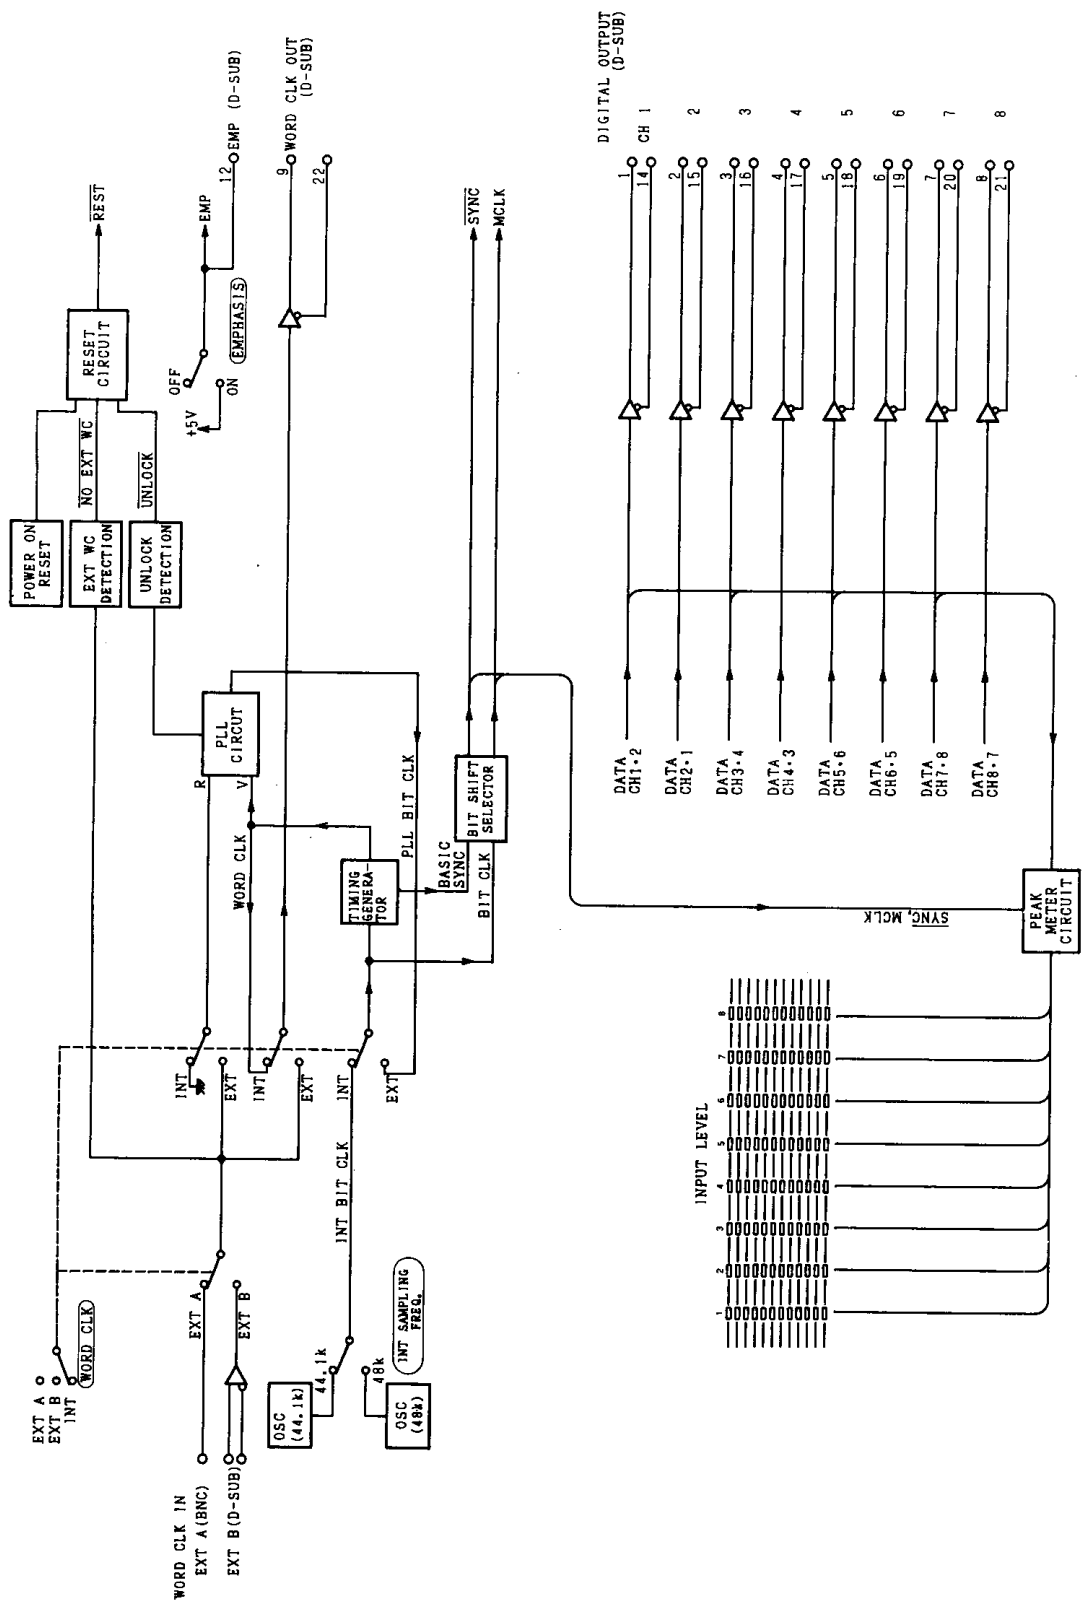 WORD CLK IN
EXT A(BNC)
EXT B(D-SUB)
EXT A
EXT B
INT
WORD CLK
EXT A
EXT B
OSC
(44.1k)
44.1k
OSC
(48k)
48k
INT SAMPLING
FREQ.
INT BIT CLK
INT
EXT
INT
EXT
INT
EXT
WORD CLK
R
V
PLL
CIRCUT
PLL BIT CLK
TIMING
GENERA-
TOR
BASIC
SYNC
BIT CLK
BIT SHIFT
SELECTOR
SYNC
MCLK
POWER ON
RESET
EXT WC
DETECTION
UNLOCK
DETECTION
NO EXT WC
UNLOCK
RESET
CIRCUIT
REST
+5V
OFF
ON
EMPHASIS
EMP
12 EMP (D-SUB)
9 WORD CLK OUT
(D-SUB)
22
INPUT LEVEL
1 2 3 4 5 6 7 8
SYNC, MCLK
PEAK
METER
CIRCUIT
DATA
CH1・2
DATA
CH2・1
DATA
CH3・4
DATA
CH4・3
DATA
CH5・6
DATA
CH6・5
DATA
CH7・8
DATA
CH8・7
DIGITAL OUTPUT
(D-SUB)
1
14
CH 1
2
15
2
3
16
3
4
17
4
5
18
5
6
19
6
7
20
7
8
21
8